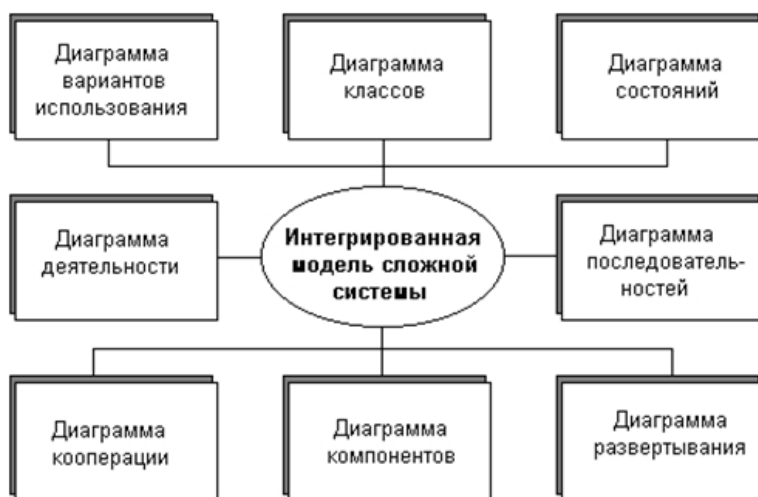 Диаграмма
вариантов
использования
Диаграмма
классов
Диаграмма
состояний
Диаграмма
деятельности
Интегрированная
модель сложной
системы
Диаграмма
последователь-
ностей
Диаграмма
кооперации
Диаграмма
компонентов
Диаграмма
развертывания